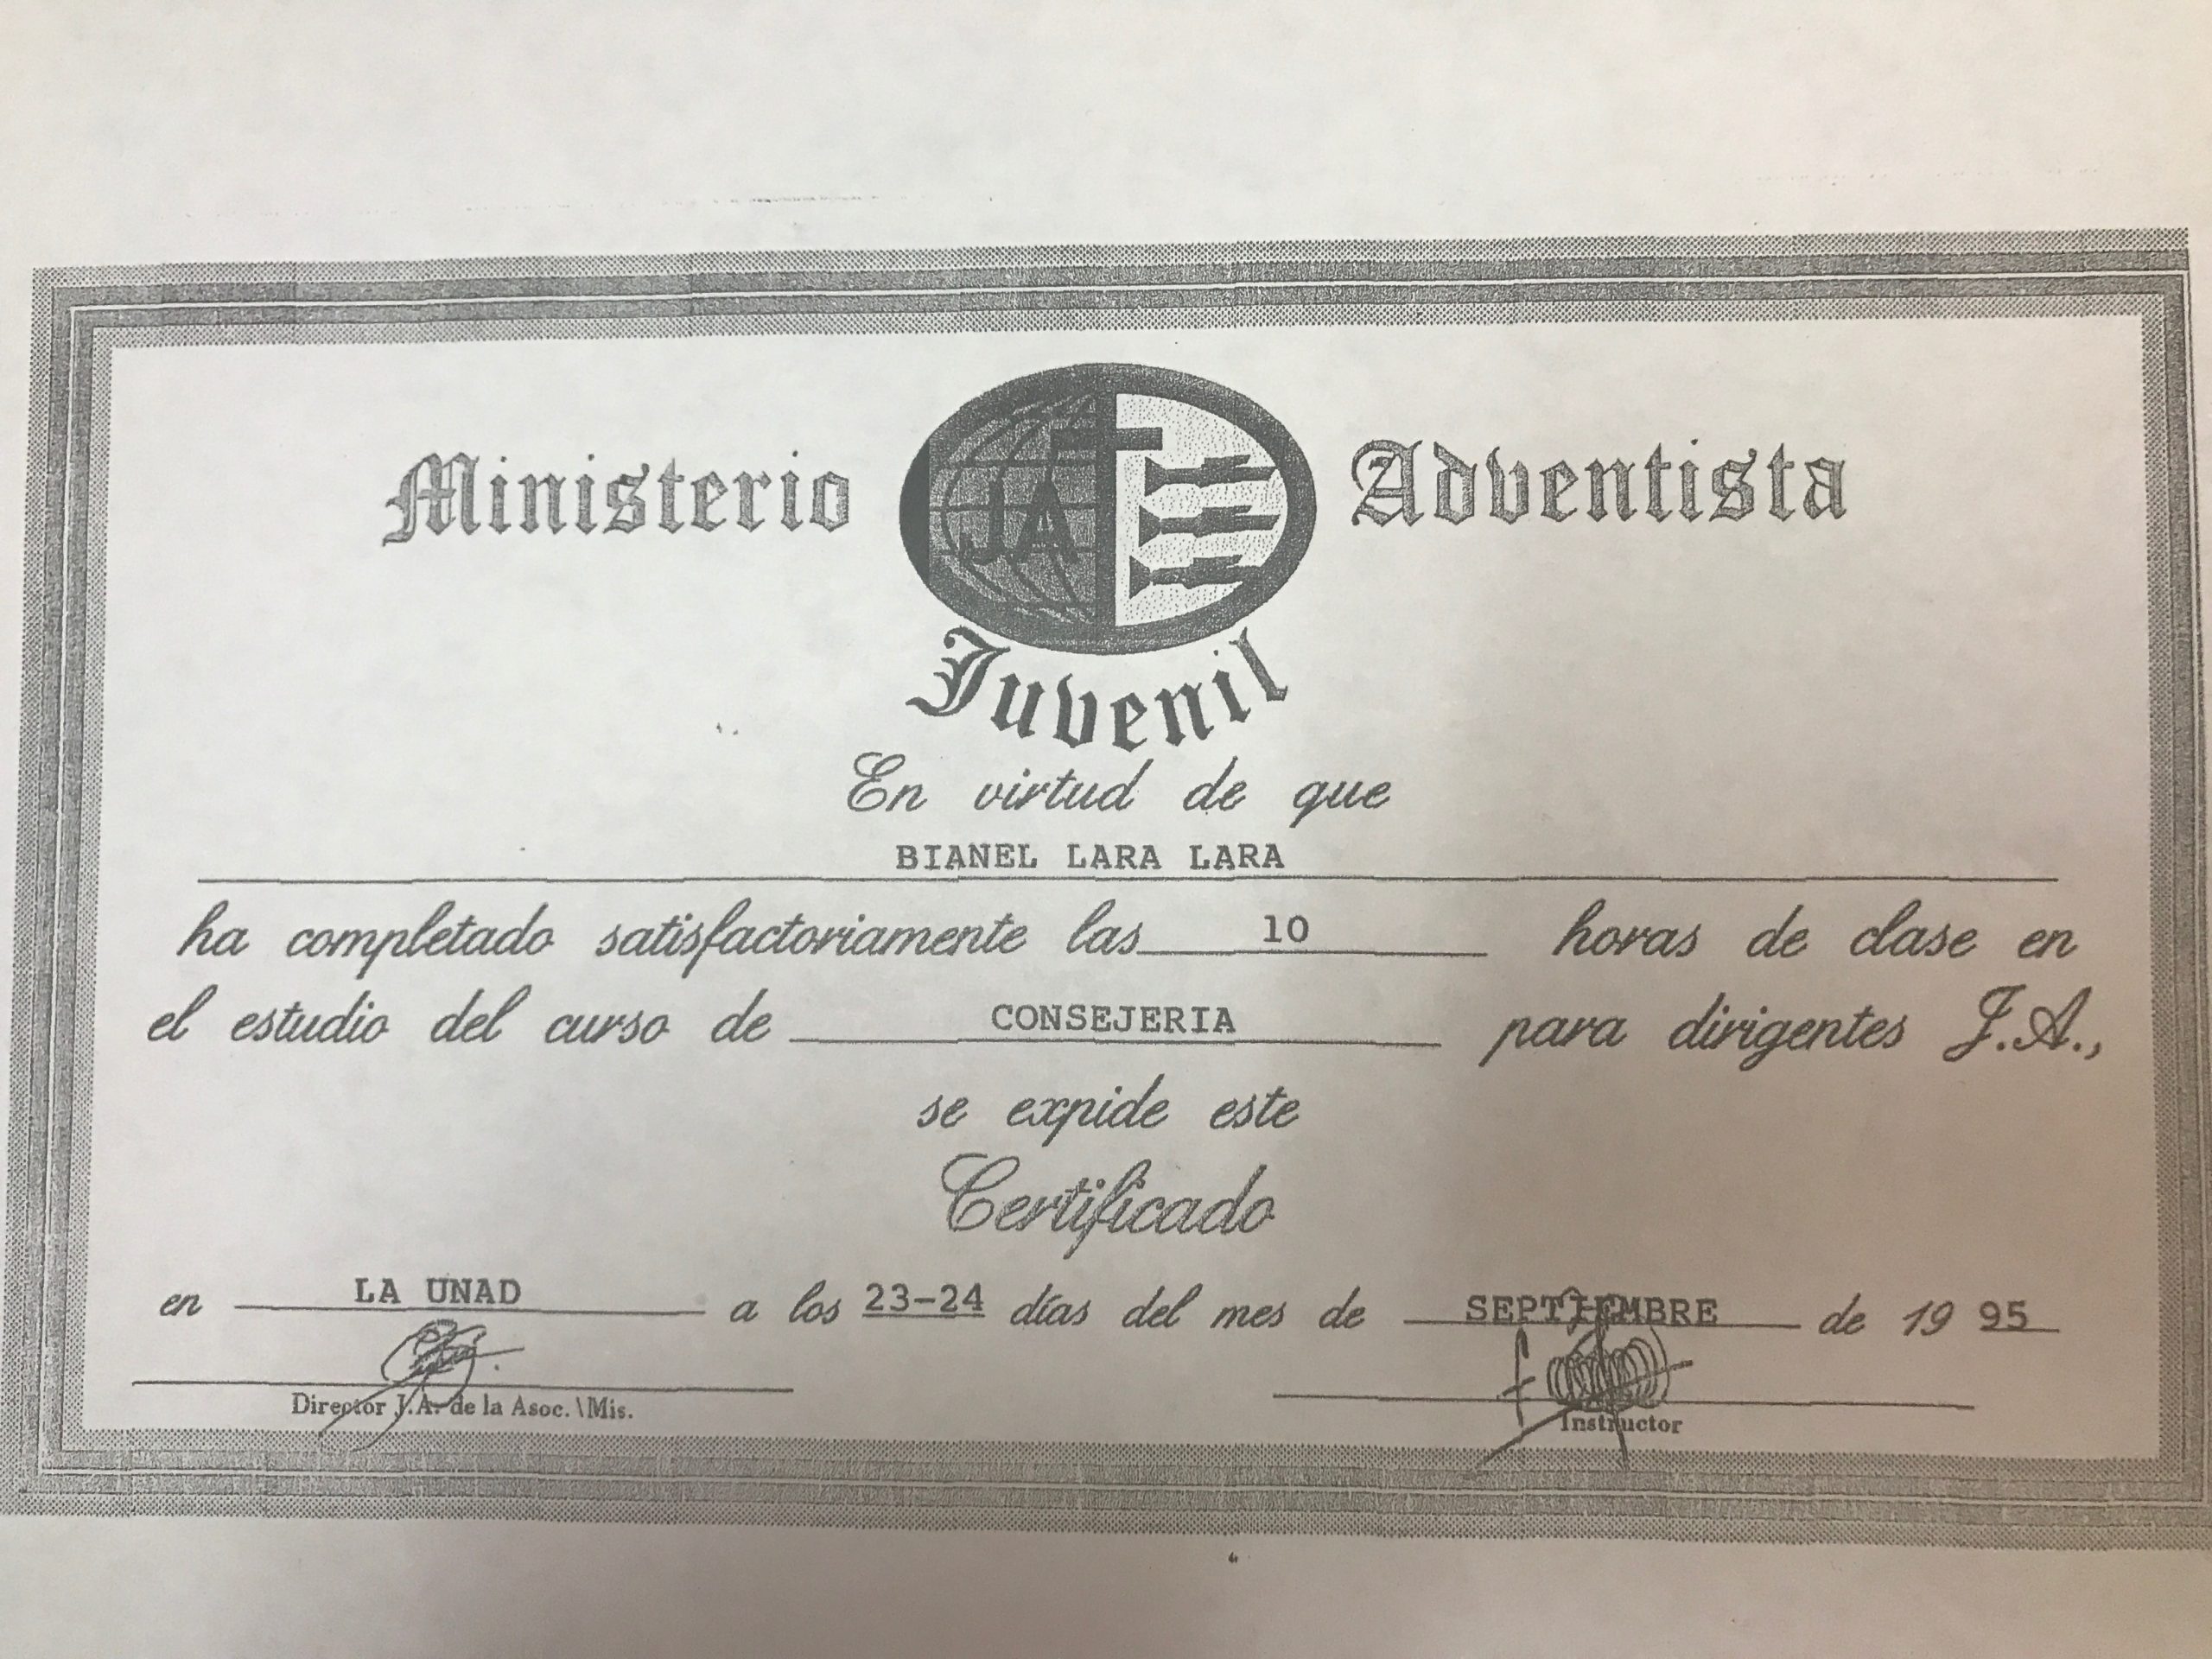 Ministerio Adventista
JA
Juvenil
En virtud de que
BIANEL LARA LARA
ha completado satisfactoriamente las 10 horas de clase en
el estudio del curso de CONSEJERIA para dirigentes J.A.,
se expide este
Certificado
en LA UNAD a los 23-24 días del mes de SEPTIEMBRE de 19 95
Director J.A. de la Asoc.\Mis.
Instructor